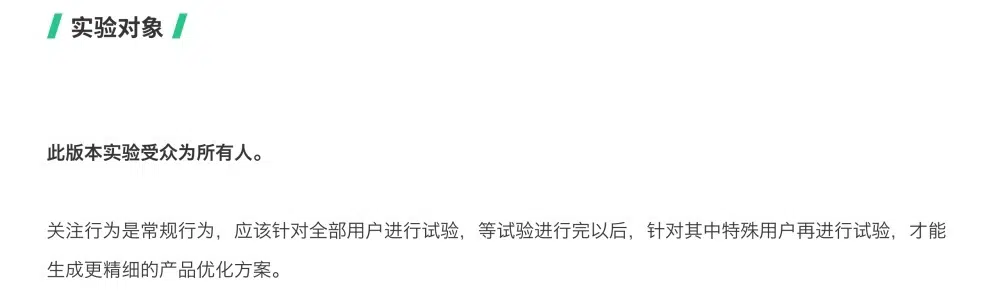 实验对象
此版本实验受众为所有人。
关注行为是常规行为，应该针对全部用户进行试验，等试验进行完以后，针对其中特殊用户再进行试验，才能
生成更精细的产品优化方案。